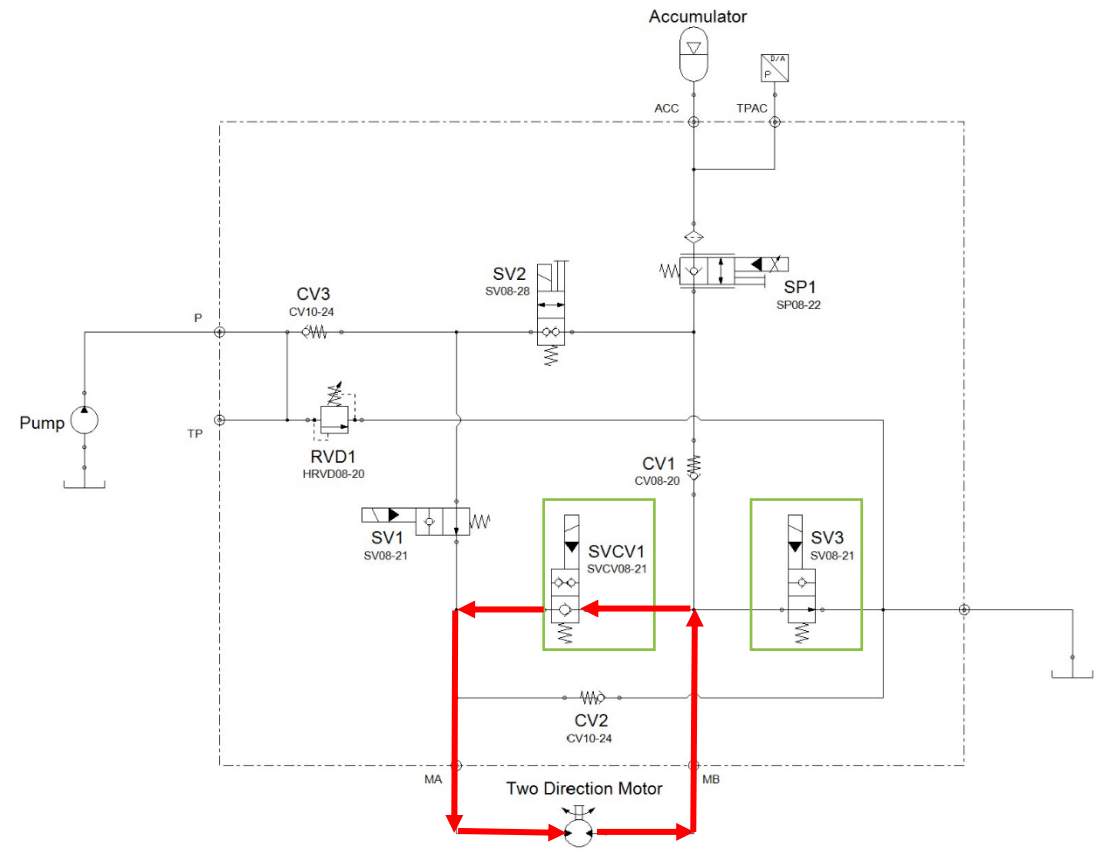 Accumulator
D/A
P
ACC
TPAC
SV2
SV08-28
SP1
SP08-22
CV3
CV10-24
P
Pump
TP
RVD1
HRVD08-20
CV1
CV08-20
SV1
SV08-21
SVCV1
SVCV08-21
SV3
SV08-21
CV2
CV10-24
MA
MB
Two Direction Motor